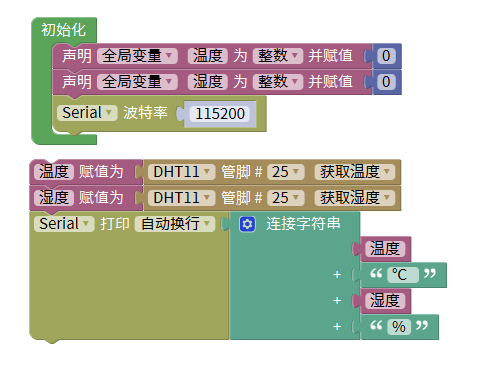 初始化
声明 全局变量 温度 为 整数 并赋值 0
声明 全局变量 湿度 为 整数 并赋值 0
Serial 波特率 115200
温度 赋值为 DHT11 管脚 # 25 获取温度
湿度 赋值为 DHT11 管脚 # 25 获取湿度
Serial 打印 自动换行 连接字符串
温度
+ “ ℃ ”
+ 湿度
+ “ % ”